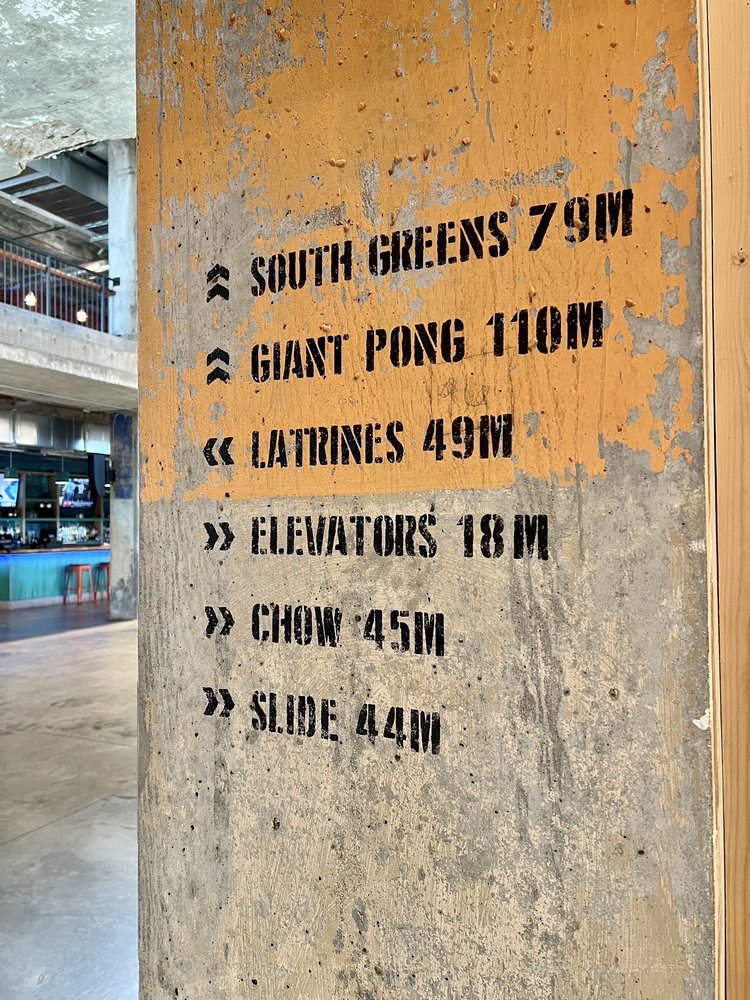 SOUTH GREENS 79M
GIANT PONG 110M
LATRINES 49M
ELEVATORS 18M
CHOW 45M
SLIDE 44M